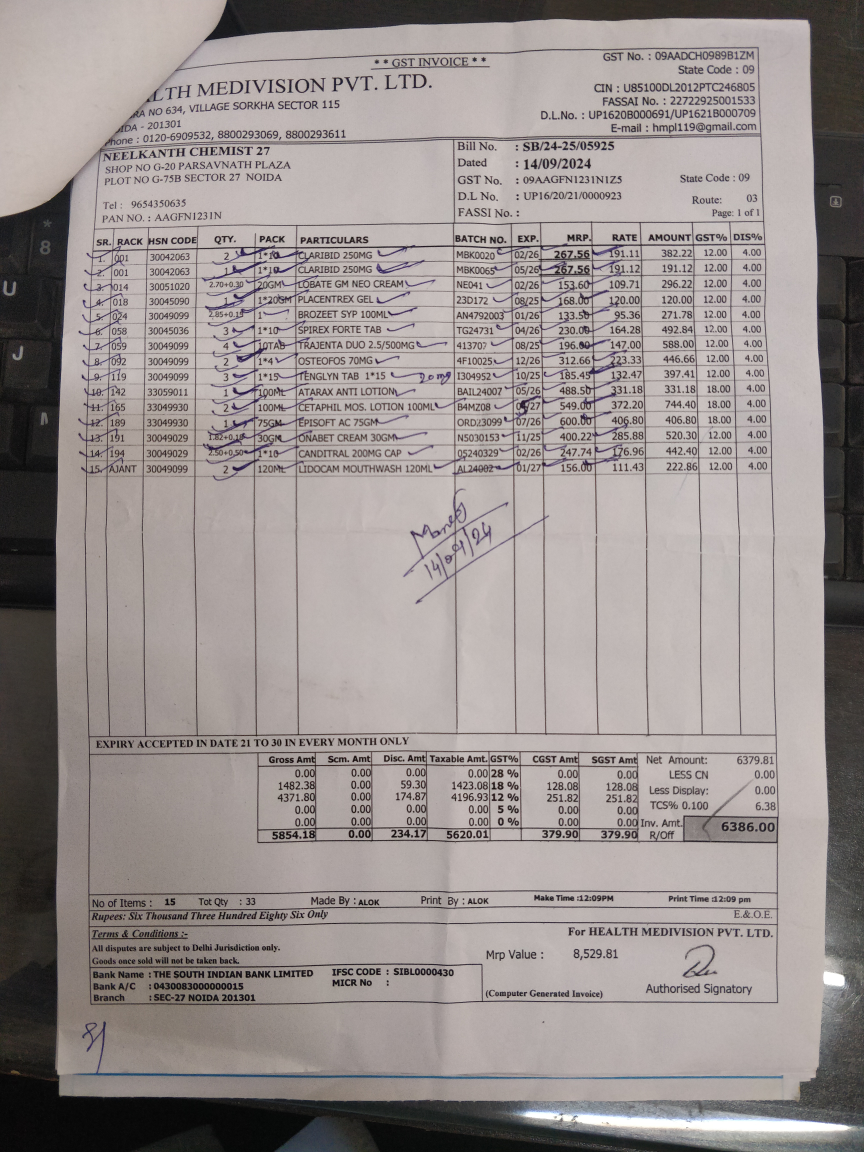 * * GST INVOICE * *
GST No. : 09AADCH0989B1ZM
State Code : 09
LTH MEDIVISION PVT. LTD.
CIN : U85100DL2012PTC246805
RA NO 634, VILLAGE SORKHA SECTOR 115
FASSAI No. : 22722925001533
IDA - 201301
D.L.No. : UP1620B000691/UP1621B000709
Phone : 0120-6909532, 8800293069, 8800293611
E-mail : hmpl119@gmail.com
NEELKANTH CHEMIST 27
SHOP NO G-20 PARSAVNATH PLAZA
PLOT NO G-75B SECTOR 27 NOIDA
Tel : 9654350635
PAN NO. : AAGFN1231N
Bill No. : SB/24-25/05925
Dated : 14/09/2024
GST No. : 09AAGFN1231N1Z5 State Code : 09
D.L No. : UP16/20/21/0000923
Route: 03
FASSI No. :
Page: 1 of 1
SR. RACK HSN CODE QTY. PACK PARTICULARS BATCH NO. EXP. MRP. RATE AMOUNT GST% DIS%
1. 001 30042063 2 1*10 CLARIBID 250MG MBK0020 02/26 267.56 191.11 382.22 12.00 4.00
2. 001 30042063 1 1*10 CLARIBID 250MG MBK0065 05/26 267.56 191.12 191.12 12.00 4.00
3. 014 30051020 2.70+0.30 20GM LOBATE GM NEO CREAM NE041 02/26 153.60 109.71 296.22 12.00 4.00
4. 018 30045090 1 1*20GM PLACENTREX GEL 23D172 08/25 168.00 120.00 120.00 12.00 4.00
5. 024 30049099 2.85+0.15 1 BROZEET SYP 100ML AN4792003 01/26 133.50 95.36 271.78 12.00 4.00
6. 058 30045036 3 1*10 SPIREX FORTE TAB TG24731 04/26 230.00 164.28 492.84 12.00 4.00
7. 059 30049099 4 10TAB TRAJENTA DUO 2.5/500MG 413707 08/25 196.00 147.00 588.00 12.00 4.00
8. 092 30049099 2 1*4 OSTEOFOS 70MG 4F10025 12/26 312.66 223.33 446.66 12.00 4.00
9. 119 30049099 3 1*15 TENGLYN TAB 1*15 20mg I304952 10/25 185.45 132.47 397.41 12.00 4.00
10. 142 33059011 1 100ML ATARAX ANTI LOTION BAIL24007 05/26 488.50 331.18 331.18 18.00 4.00
11. 165 33049930 2 100ML CETAPHIL MOS. LOTION 100ML B4MZ08 /27 549.00 372.20 744.40 18.00 4.00
12. 189 33049930 1 75GM EPISOFT AC 75GM ORDZ3099 07/26 600.00 406.80 406.80 18.00 4.00
13. 191 30049029 1.82+0.18 30GM ONABET CREAM 30GM N5030153 11/25 400.22 285.88 520.30 12.00 4.00
14. 194 30049029 2.50+0.50 1*10 CANDITRAL 200MG CAP 05240329 02/26 247.74 176.96 442.40 12.00 4.00
15. AJANT 30049099 2 120ML LIDOCAM MOUTHWASH 120ML AL24002 01/27 156.00 111.43 222.86 12.00 4.00
14/09/24
EXPIRY ACCEPTED IN DATE 21 TO 30 IN EVERY MONTH ONLY
Gross Amt Scm. Amt Disc. Amt Taxable Amt. GST% CGST Amt SGST Amt
0.00 0.00 0.00 0.00 28 % 0.00 0.00
1482.38 0.00 59.30 1423.08 18 % 128.08 128.08
4371.80 0.00 174.87 4196.93 12 % 251.82 251.82
0.00 0.00 0.00 0.00 5 % 0.00 0.00
0.00 0.00 0.00 0.00 0 % 0.00 0.00
5854.18 0.00 234.17 5620.01 379.90 379.90
Net Amount: 6379.81
LESS CN 0.00
Less Display: 0.00
TCS% 0.100 6.38
Inv. Amt. 6386.00
R/Off
No of Items : 15 Tot Qty : 33 Made By : ALOK Print By : ALOK Make Time :12:09PM Print Time :12:09 pm
Rupees: Six Thousand Three Hundred Eighty Six Only E.&.O.E.
Terms & Conditions :-
All disputes are subject to Delhi Jurisdiction only.
Goods once sold will not be taken back.
For HEALTH MEDIVISION PVT. LTD.
Mrp Value : 8,529.81
Bank Name : THE SOUTH INDIAN BANK LIMITED IFSC CODE : SIBL0000430
Bank A/C : 0430083000000015 MICR No :
Branch : SEC-27 NOIDA 201301
(Computer Generated Invoice)
Authorised Signatory